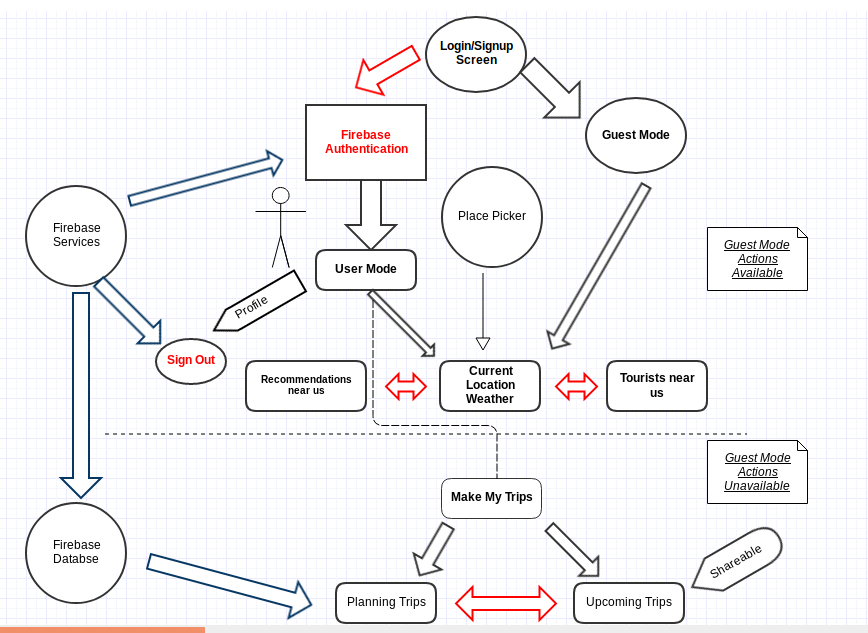 Login/Signup
Screen
Firebase
Authentication
Guest Mode
Place Picker
Firebase
Services
User Mode
Guest Mode
Actions
Available
Profile
Sign Out
Recommendations
near us
Current
Location
Weather
Tourists near
us
Guest Mode
Actions
Unavailable
Make My Trips
Firebase
Databse
Shareable
Planning Trips
Upcoming Trips